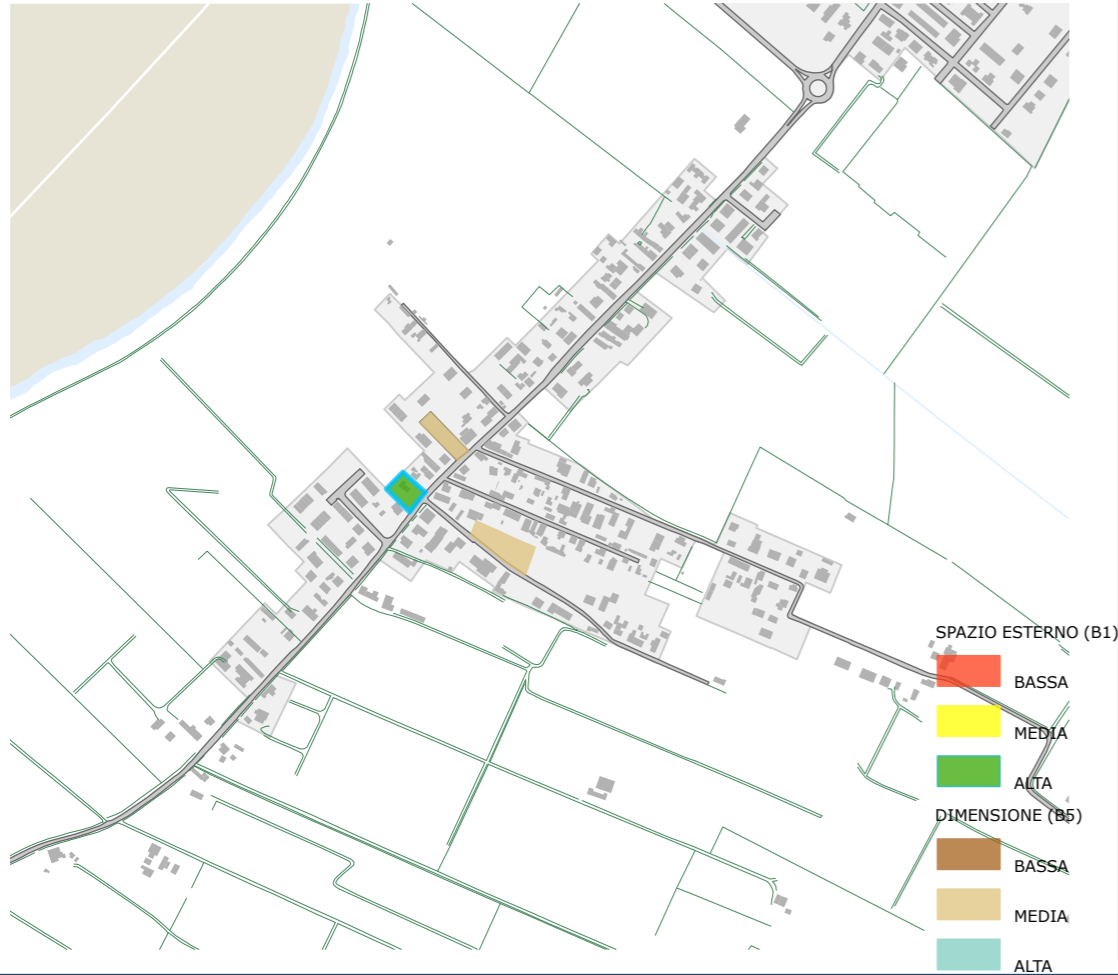 SPAZIO ESTERNO (B1)
BASSA
MEDIA
ALTA
DIMENSIONE (B5)
BASSA
MEDIA
ALTA